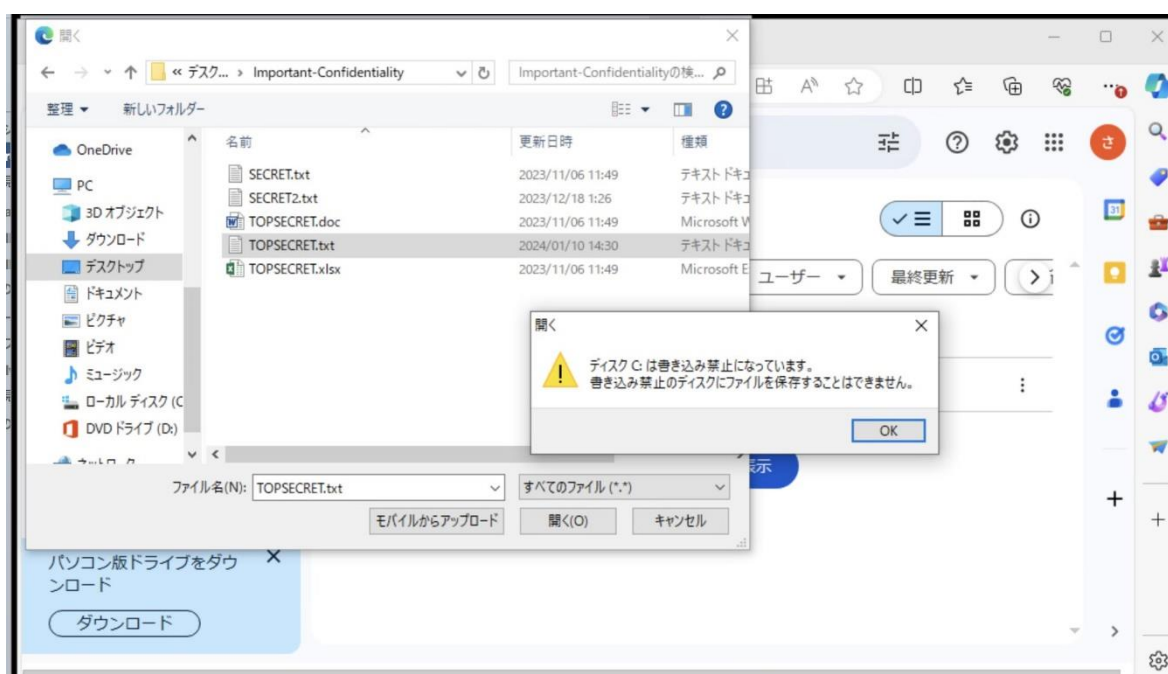 開く
« デスク... › Important-Confidentiality
Important-Confidentialityの検...
整理
新しいフォルダー
名前
更新日時
種類
OneDrive
PC
3D オブジェクト
ダウンロード
デスクトップ
ドキュメント
ピクチャ
ビデオ
ミュージック
ローカル ディスク (C
DVD ドライブ (D:)
SECRET.txt 2023/11/06 11:49 テキスト ドキュ
SECRET2.txt 2023/12/18 1:26 テキスト ドキュ
TOPSECRET.doc 2023/11/06 11:49 Microsoft W
TOPSECRET.txt 2024/01/10 14:30 テキスト ドキュ
TOPSECRET.xlsx 2023/11/06 11:49 Microsoft E
ファイル名(N): TOPSECRET.txt
すべてのファイル (*.*)
モバイルからアップロード
開く(O)
キャンセル
開く
ディスク C: は書き込み禁止になっています。
書き込み禁止のディスクにファイルを保存することはできません。
OK
さ
31
ユーザー
最終更新
表示
パソコン版ドライブをダウ
ンロード
ダウンロード